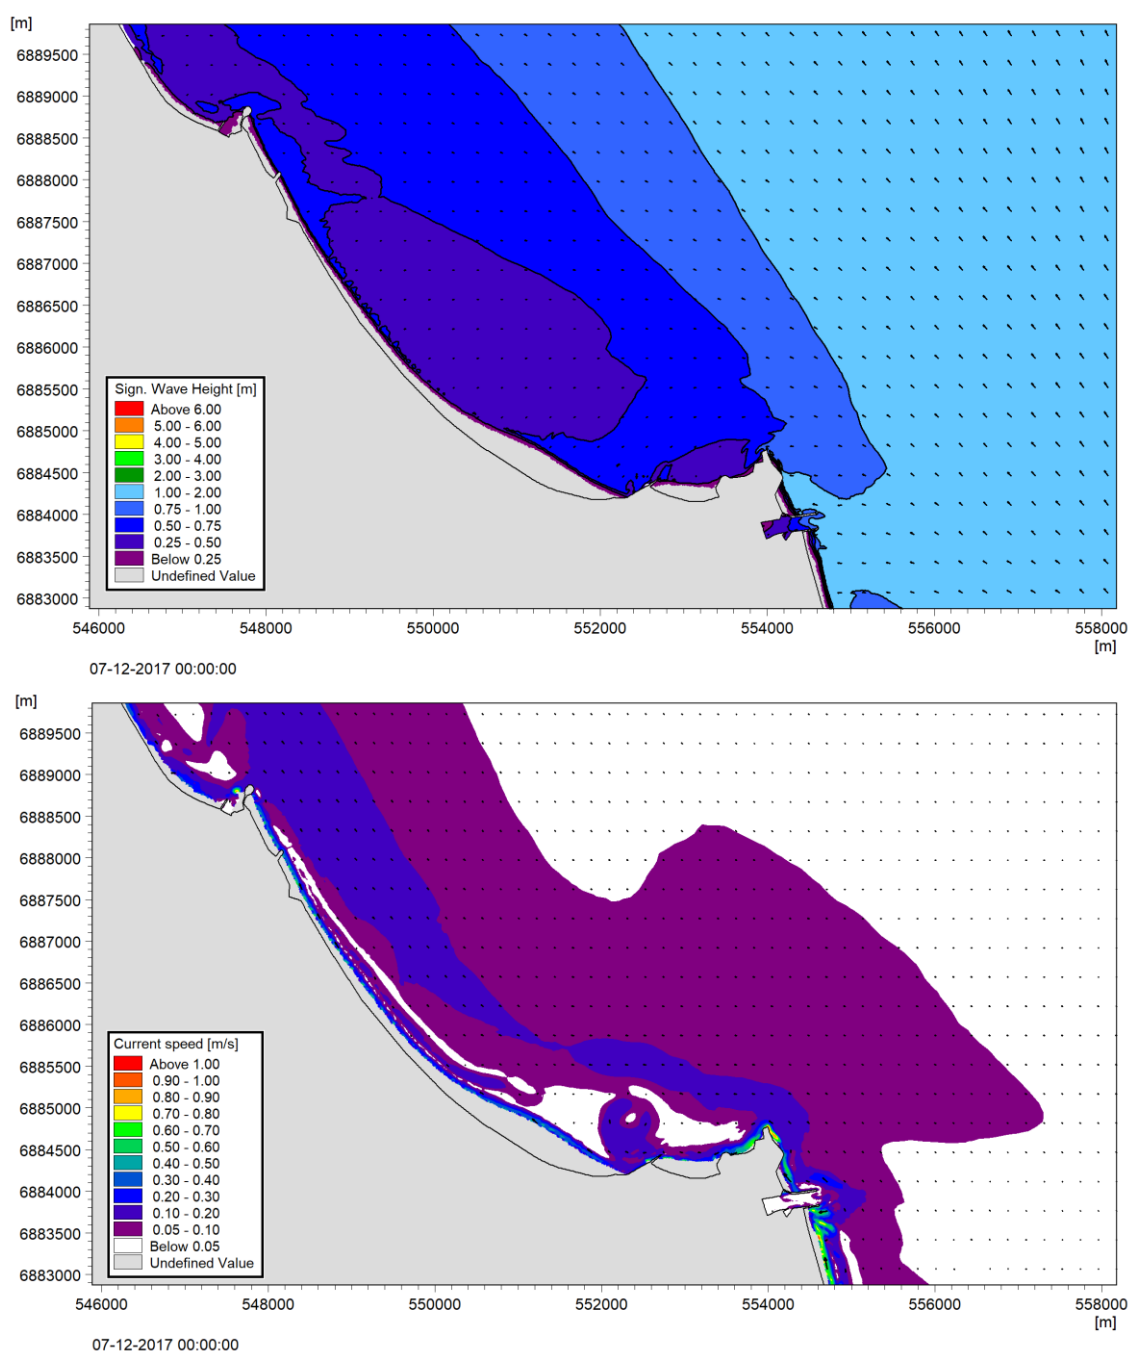 [m]
6889500
6889000
6888500
6888000
6887500
6887000
6886500
6886000
6885500
6885000
6884500
6884000
6883500
6883000
Sign. Wave Height [m]
Above 6.00
5.00 - 6.00
4.00 - 5.00
3.00 - 4.00
2.00 - 3.00
1.00 - 2.00
0.75 - 1.00
0.50 - 0.75
0.25 - 0.50
Below 0.25
Undefined Value
546000 548000 550000 552000 554000 556000 558000
[m]
07-12-2017 00:00:00
[m]
6889500
6889000
6888500
6888000
6887500
6887000
6886500
6886000
6885500
6885000
6884500
6884000
6883500
6883000
Current speed [m/s]
Above 1.00
0.90 - 1.00
0.80 - 0.90
0.70 - 0.80
0.60 - 0.70
0.50 - 0.60
0.40 - 0.50
0.30 - 0.40
0.20 - 0.30
0.10 - 0.20
0.05 - 0.10
Below 0.05
Undefined Value
546000 548000 550000 552000 554000 556000 558000
[m]
07-12-2017 00:00:00